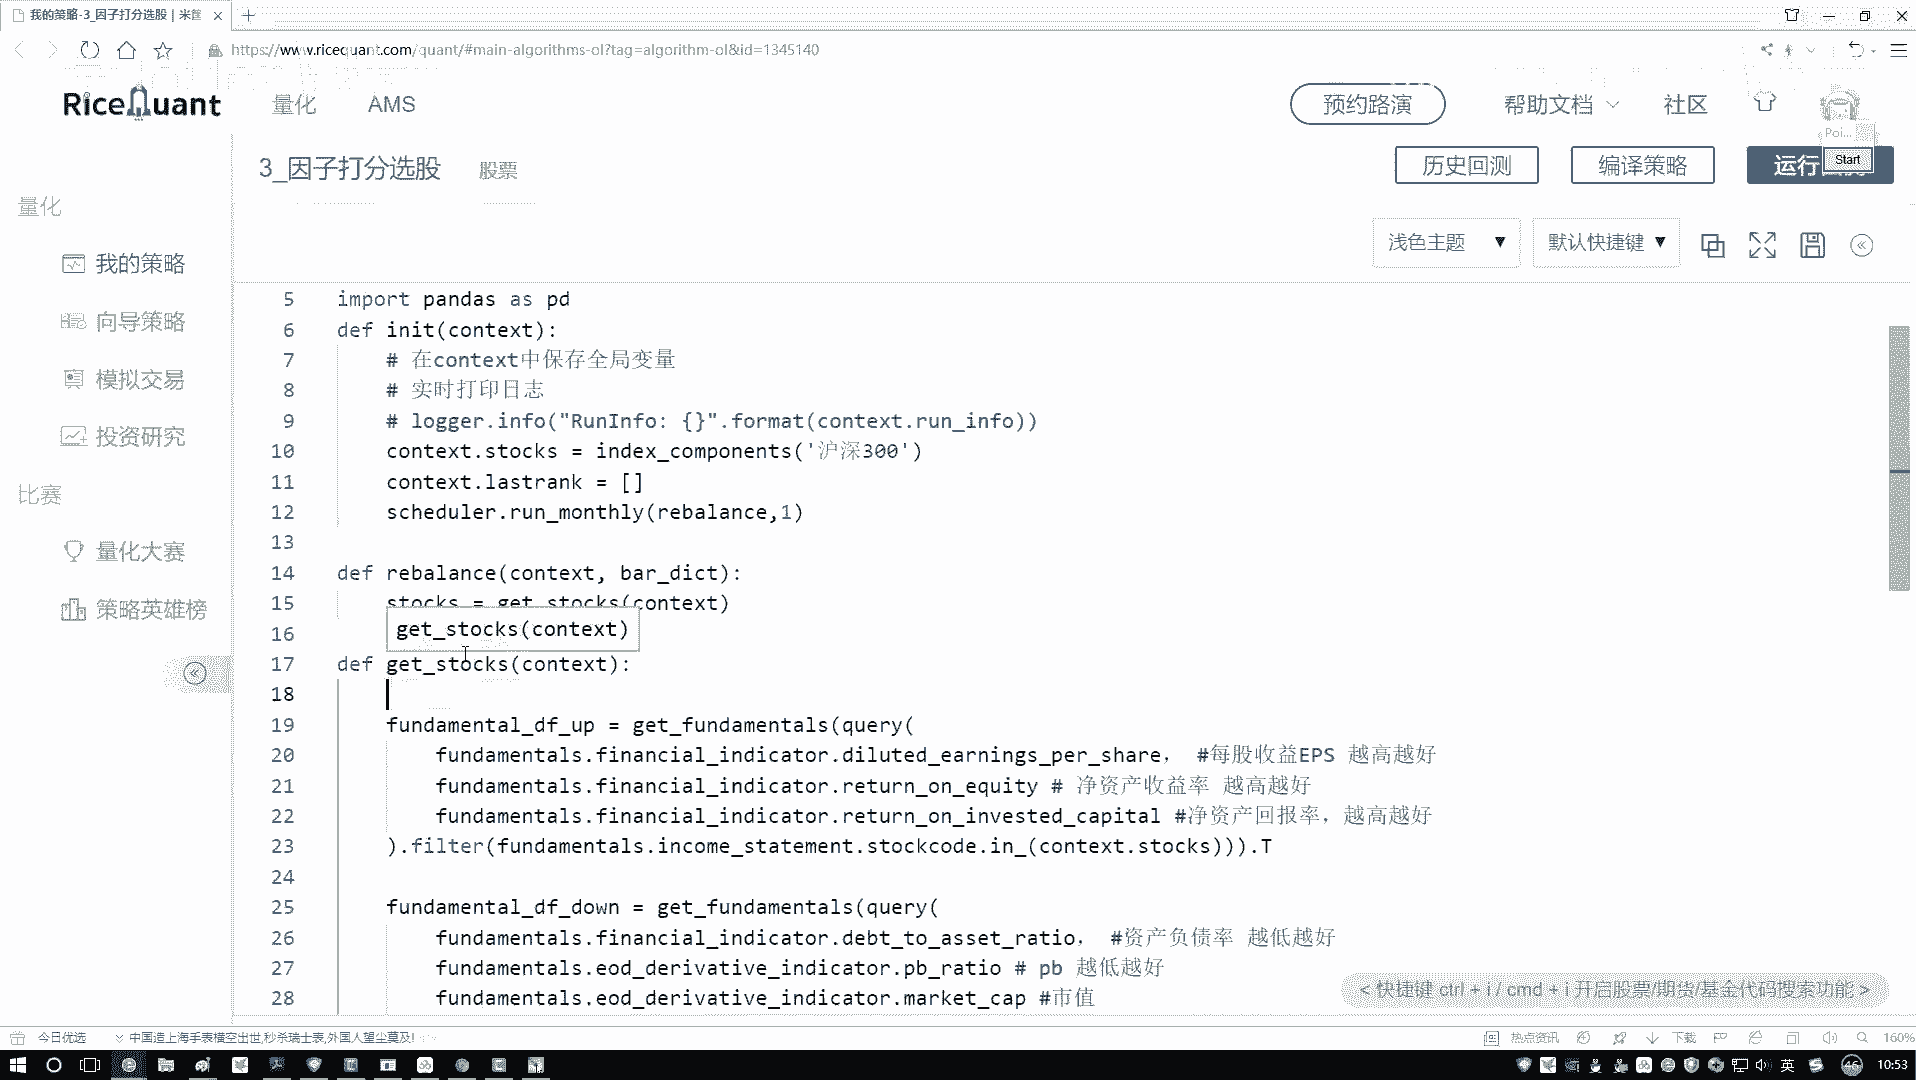 我的策略-3_因子打分选股 | 米筐
https://www.ricequant.com/quant/#main-algorithms-ol?tag=algorithm-ol&id=1345140
RiceQuant 量化 AMS 预约路演 帮助文档 社区
Poi...
Start
3_因子打分选股 股票 历史回测 编译策略 运行
量化
我的策略
向导策略
模拟交易
投资研究
比赛
量化大赛
策略英雄榜
浅色主题 ▼ 默认快捷键 ▼
5 import pandas as pd
6 def init(context):
7 # 在context中保存全局变量
8 # 实时打印日志
9 # logger.info("RunInfo: {}".format(context.run_info))
10 context.stocks = index_components('沪深300')
11 context.lastrank = []
12 scheduler.run_monthly(rebalance,1)
13
14 def rebalance(context, bar_dict):
15 stocks = get_stocks(context)
get_stocks(context)
16
17 def get_stocks(context):
18
19 fundamental_df_up = get_fundamentals(query(
20 fundamentals.financial_indicator.diluted_earnings_per_share， #每股收益EPS 越高越好
21 fundamentals.financial_indicator.return_on_equity # 净资产收益率 越高越好
22 fundamentals.financial_indicator.return_on_invested_capital #净资产回报率，越高越好
23 ).filter(fundamentals.income_statement.stockcode.in_(context.stocks))).T
24
25 fundamental_df_down = get_fundamentals(query(
26 fundamentals.financial_indicator.debt_to_asset_ratio， #资产负债率 越低越好
27 fundamentals.eod_derivative_indicator.pb_ratio # pb 越低越好
28 fundamentals.eod_derivative_indicator.market_cap #市值
< 快捷键 ctrl + i / cmd + i 开启股票/期货/基金代码搜索功能 >
今日优选 中国造上海手表横空出世,秒杀瑞士表,外国人望尘莫及! 热点资讯 下载 160%
英 46 10:53